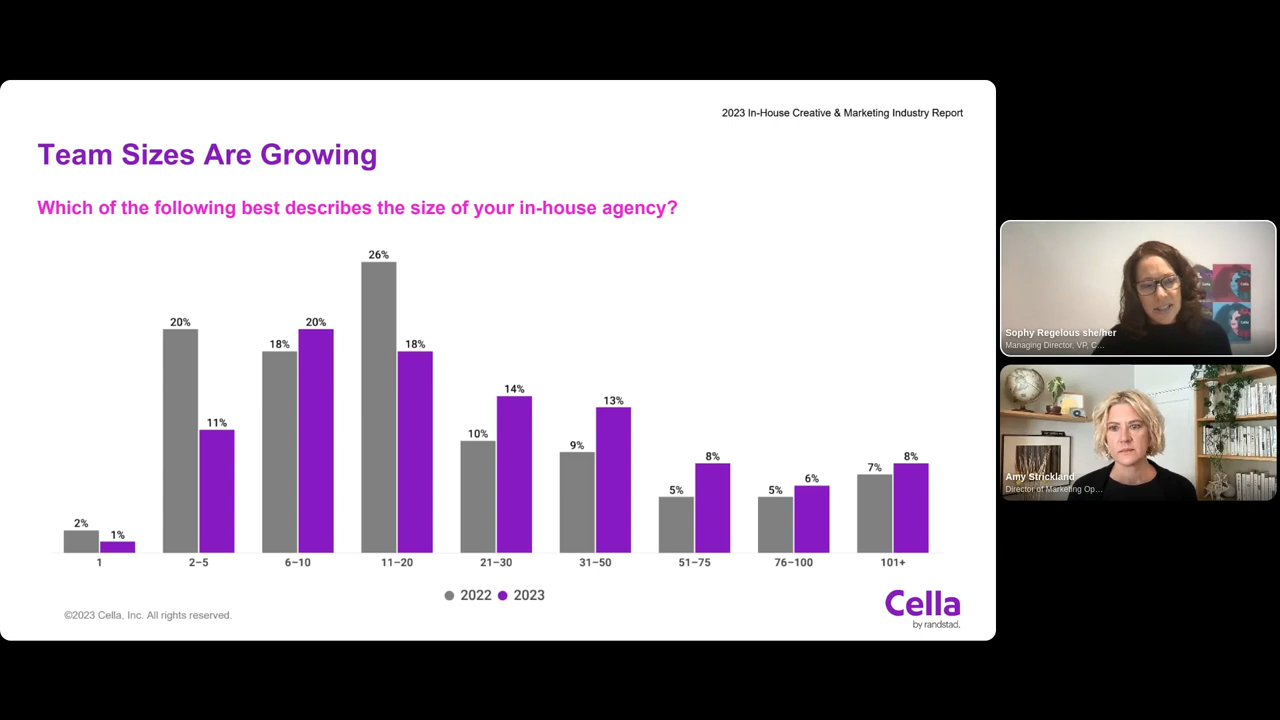 2023 In-House Creative & Marketing Industry Report
Team Sizes Are Growing
Which of the following best describes the size of your in-house agency?
26%
20%
20%
18%
18%
14%
13%
11%
10%
9%
8%
8%
7%
6%
5%
5%
2%
1%
1
2–5
6–10
11–20
21–30
31–50
51–75
76–100
101+
2022
2023
©2023 Cella, Inc. All rights reserved.
Cella
by randstad.
Sophy Regelous she/her
Managing Director, VP, C...
Amy Strickland
Director of Marketing Op...